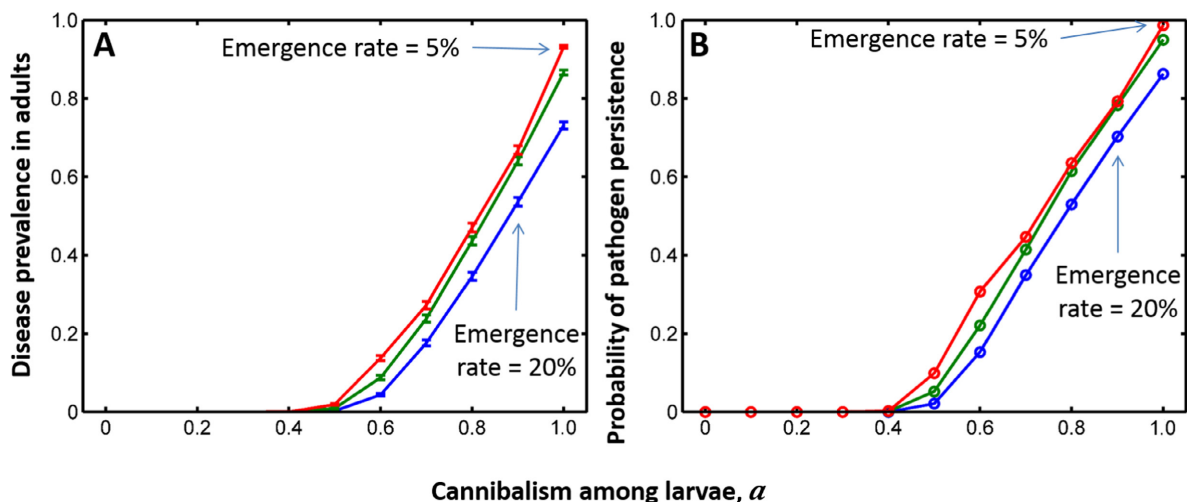 A
Emergence rate = 5%
Emergence
rate = 20%
Disease prevalence in adults
1.0
0.8
0.6
0.4
0.2
0
0 0.2 0.4 0.6 0.8 1.0
B
Emergence rate = 5%
Emergence
rate = 20%
Probability of pathogen persistence
1.0
0.8
0.6
0.4
0.2
0
0 0.2 0.4 0.6 0.8 1.0
Cannibalism among larvae, a